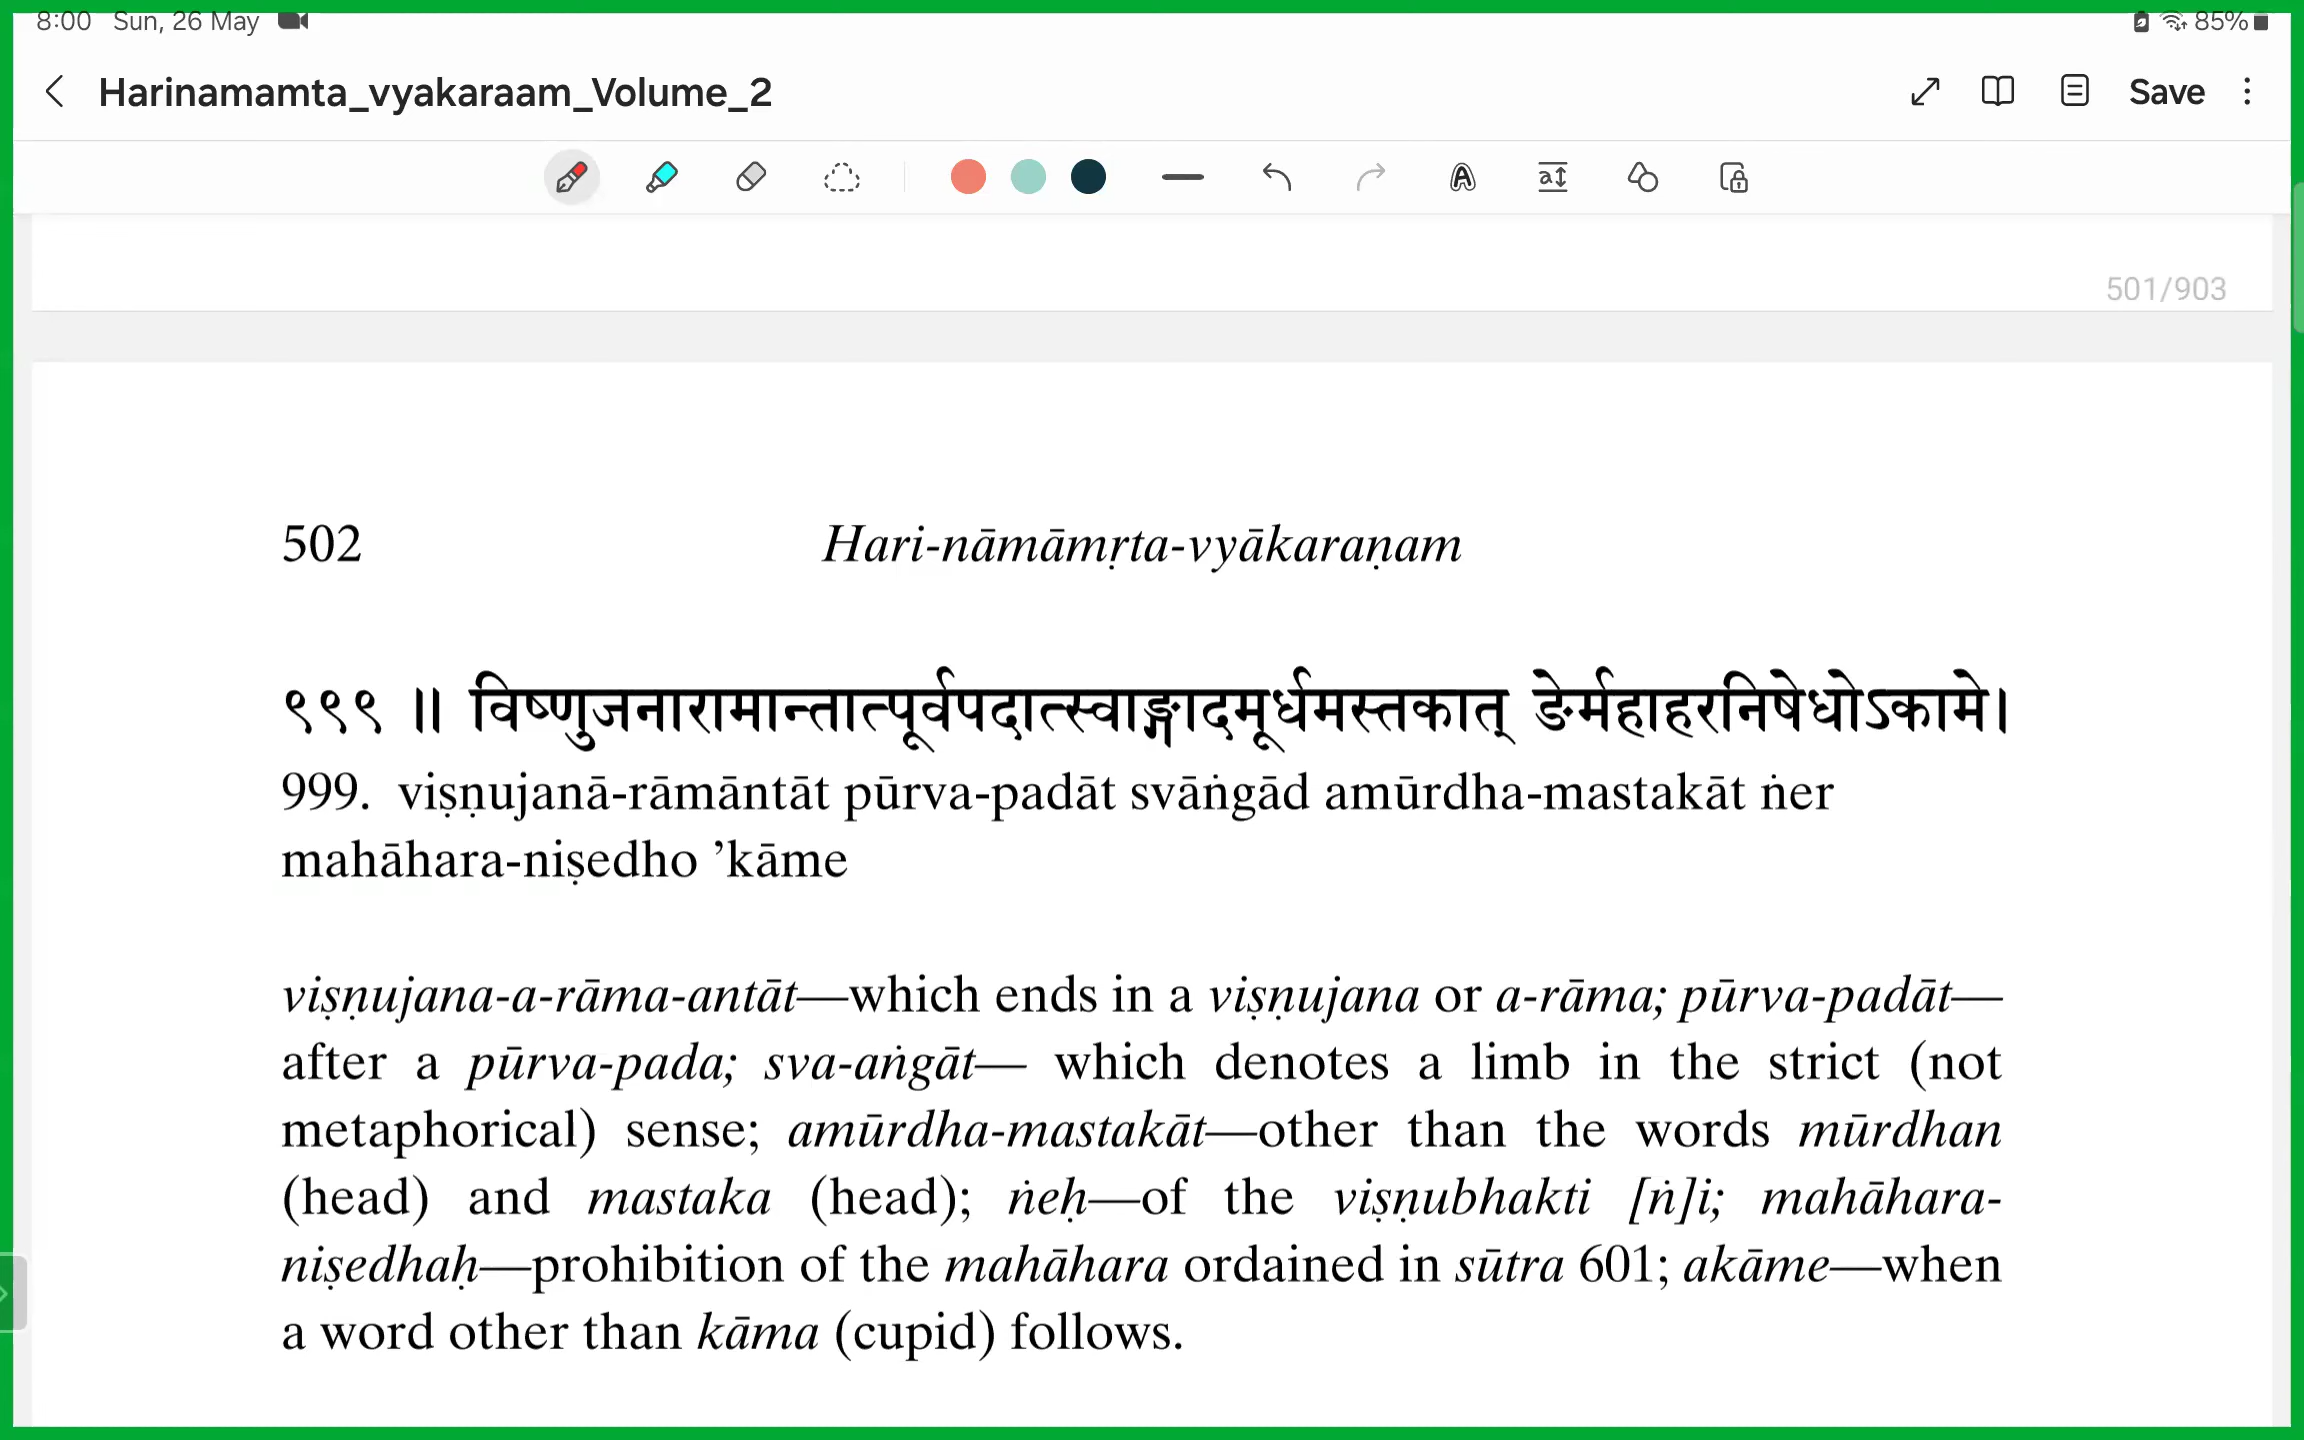 8:00 Sun, 26 May 85%
Harinamamta_vyakaraam_Volume_2 Save
501/903
502 Hari-nāmāmṛta-vyākaraṇam
९९९ ॥ विष्णुजनारामान्तात्पूर्वपदात्स्वाङ्गादमूर्धमस्तकात् ङेर्महाहरनिषेधोऽकामे।
999. viṣṇujanā-rāmāntāt pūrva-padāt svāṅgād amūrdha-mastakāt ṅer
mahāhara-niṣedho ’kāme
viṣṇujana-a-rāma-antāt—which ends in a viṣṇujana or a-rāma; pūrva-padāt—
after a pūrva-pada; sva-aṅgāt— which denotes a limb in the strict (not
metaphorical) sense; amūrdha-mastakāt—other than the words mūrdhan
(head) and mastaka (head); ṅeḥ—of the viṣṇubhakti [ṅ]i; mahāhara-
niṣedhaḥ—prohibition of the mahāhara ordained in sūtra 601; akāme—when
a word other than kāma (cupid) follows.